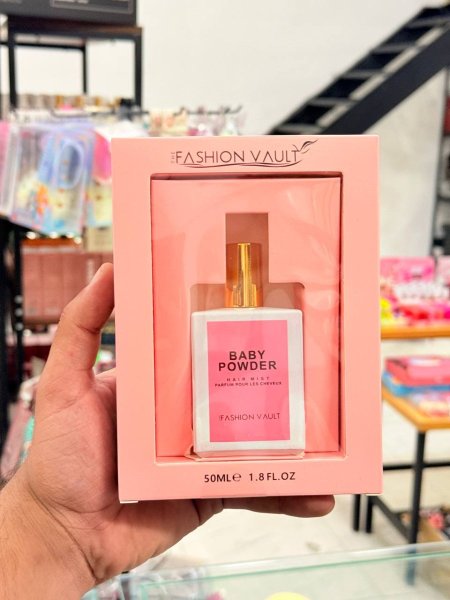 THE FASHION VAULT
BABY
POWDER
HAIR MIST
PARFUM POUR LES CHEVEUX
THE FASHION VAULT
50ML℮ 1.8 FL.OZ